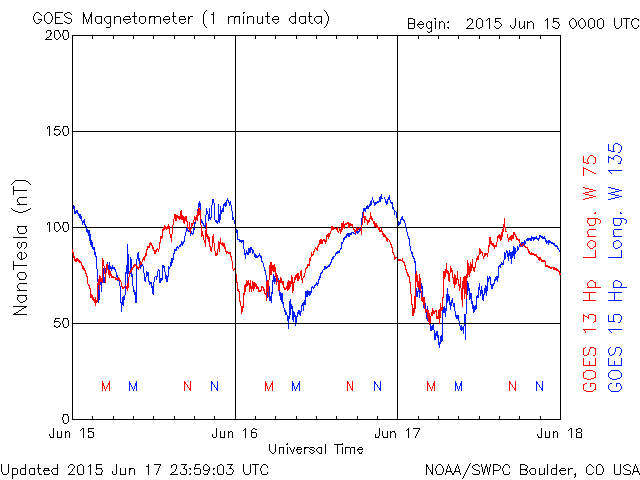 GOES Magnetometer (1 minute data)
Begin: 2015 Jun 15 0000 UTC
200
150
100
50
0
NanoTesla (nT)
M M N N M M N N M M N N
Jun 15 Jun 16 Jun 17 Jun 18
Universal Time
GOES 13 Hp Long. W 75
GOES 15 Hp Long. W 135
Updated 2015 Jun 17 23:59:03 UTC
NOAA/SWPC Boulder, CO USA